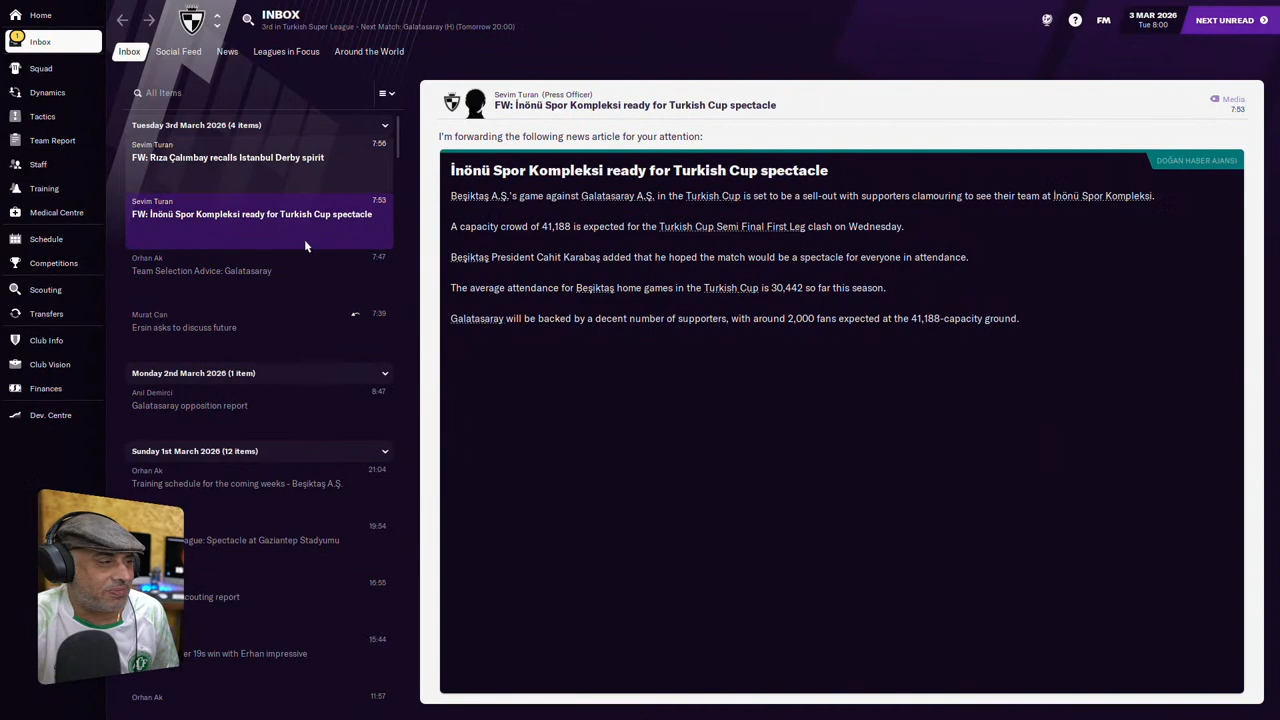 Home
1
Inbox
Squad
Dynamics
Tactics
Team Report
Staff
Training
Medical Centre
Schedule
Competitions
Scouting
Transfers
Club Info
Club Vision
Finances
Dev. Centre
INBOX
3rd in Turkish Super League - Next Match: Galatasaray (H) (Tomorrow 20:00)
FM
3 MAR 2026
Tue 8:00
NEXT UNREAD
Inbox
Social Feed
News
Leagues in Focus
Around the World
All Items
Tuesday 3rd March 2026 (4 items)
Sevim Turan 7:56
FW: Rıza Çalımbay recalls Istanbul Derby spirit
Sevim Turan 7:53
FW: İnönü Spor Kompleksi ready for Turkish Cup spectacle
Orhan Ak 7:47
Team Selection Advice: Galatasaray
Murat Can 7:39
Ersin asks to discuss future
Monday 2nd March 2026 (1 item)
Anıl Demirci 8:47
Galatasaray opposition report
Sunday 1st March 2026 (12 items)
Orhan Ak 21:04
Training schedule for the coming weeks - Beşiktaş A.Ş.
19:54
ague: Spectacle at Gaziantep Stadyumu
16:55
couting report
15:44
er 19s win with Erhan impressive
Orhan Ak 11:57
Sevim Turan (Press Officer)
FW: İnönü Spor Kompleksi ready for Turkish Cup spectacle
Media
7:53
I'm forwarding the following news article for your attention:
DOĞAN HABER AJANSI
İnönü Spor Kompleksi ready for Turkish Cup spectacle
Beşiktaş A.Ş.'s game against Galatasaray A.Ş. in the Turkish Cup is set to be a sell-out with supporters clamouring to see their team at İnönü Spor Kompleksi.
A capacity crowd of 41,188 is expected for the Turkish Cup Semi Final First Leg clash on Wednesday.
Beşiktaş President Cahit Karabaş added that he hoped the match would be a spectacle for everyone in attendance.
The average attendance for Beşiktaş home games in the Turkish Cup is 30,442 so far this season.
Galatasaray will be backed by a decent number of supporters, with around 2,000 fans expected at the 41,188-capacity ground.